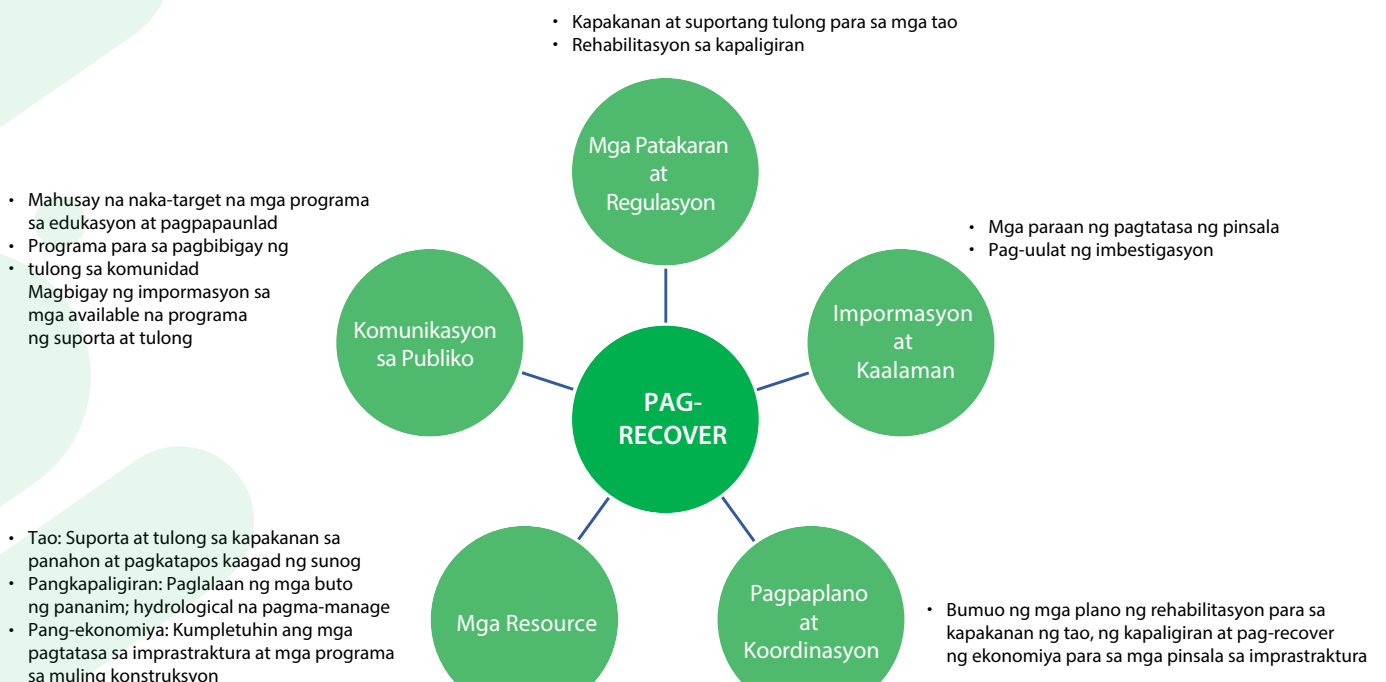 • Kapakanan at suportang tulong para sa mga tao
• Rehabilitasyon sa kapaligiran
Mga Patakaran
at
Regulasyon
• Mahusay na naka-target na mga programa
sa edukasyon at pagpapaunlad
• Programa para sa pagbibigay ng
• tulong sa komunidad
Magbigay ng impormasyon sa
mga available na programa
ng suporta at tulong
Komunikasyon
sa Publiko
• Mga paraan ng pagtatasa ng pinsala
• Pag-uulat ng imbestigasyon
Impormasyon
at
Kaalaman
PAG-
RECOVER
• Tao: Suporta at tulong sa kapakanan sa
panahon at pagkatapos kaagad ng sunog
• Pangkapaligiran: Paglalaan ng mga buto
ng pananim; hydrological na pagma-manage
• Pang-ekonomiya: Kumpletuhin ang mga
pagtatasa sa imprastraktura at mga programa
sa muling konstruksyon
Mga Resource
Pagpaplano
at
Koordinasyon
• Bumuo ng mga plano ng rehabilitasyon para sa
kapakanan ng tao, ng kapaligiran at pag-recover
ng ekonomiya para sa mga pinsala sa imprastraktura